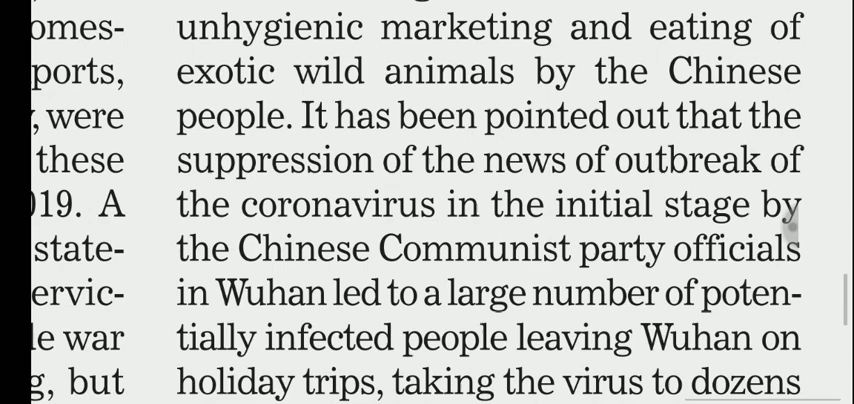 omes-
ports,
, were
these
019. A
state-
ervic-
le war
g, but
unhygienic marketing and eating of
exotic wild animals by the Chinese
people. It has been pointed out that the
suppression of the news of outbreak of
the coronavirus in the initial stage by
the Chinese Communist party officials
in Wuhan led to a large number of poten-
tially infected people leaving Wuhan on
holiday trips, taking the virus to dozens